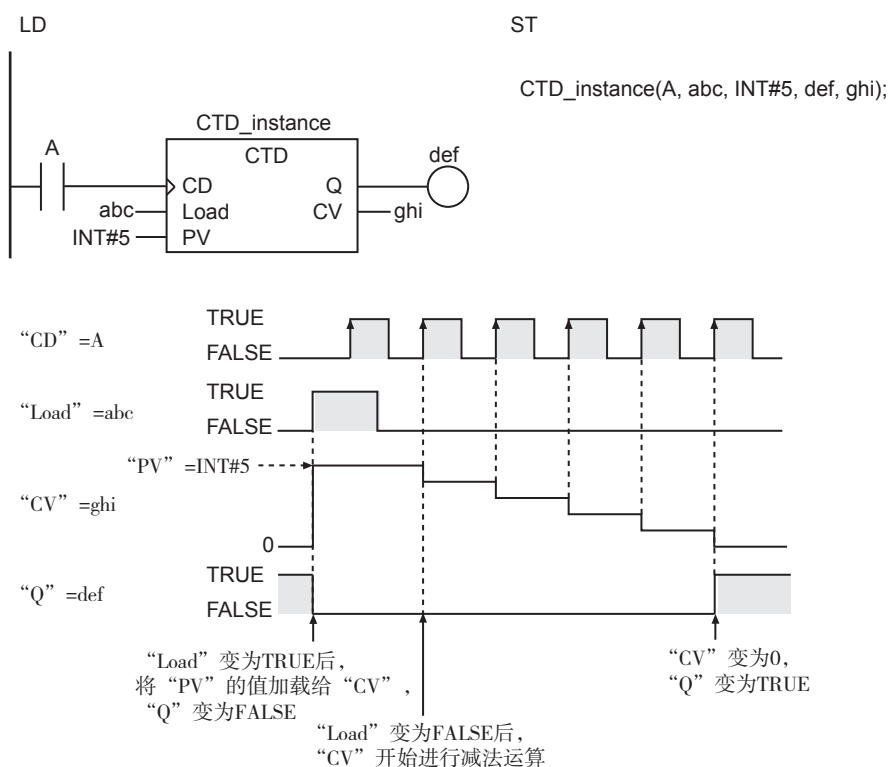 LD
ST
CTD_instance(A, abc, INT#5, def, ghi);
CTD_instance
A
CTD
def
CD
Q
abc
Load
CV
ghi
INT#5
PV
“CD”=A
TRUE
FALSE
“Load”=abc
TRUE
FALSE
“PV”=INT#5
“CV”=ghi
0
“Q”=def
TRUE
FALSE
“Load”变为TRUE后，
将“PV”的值加载给“CV”，
“Q”变为FALSE
“Load”变为FALSE后，
“CV”开始进行减法运算
“CV”变为0，
“Q”变为TRUE